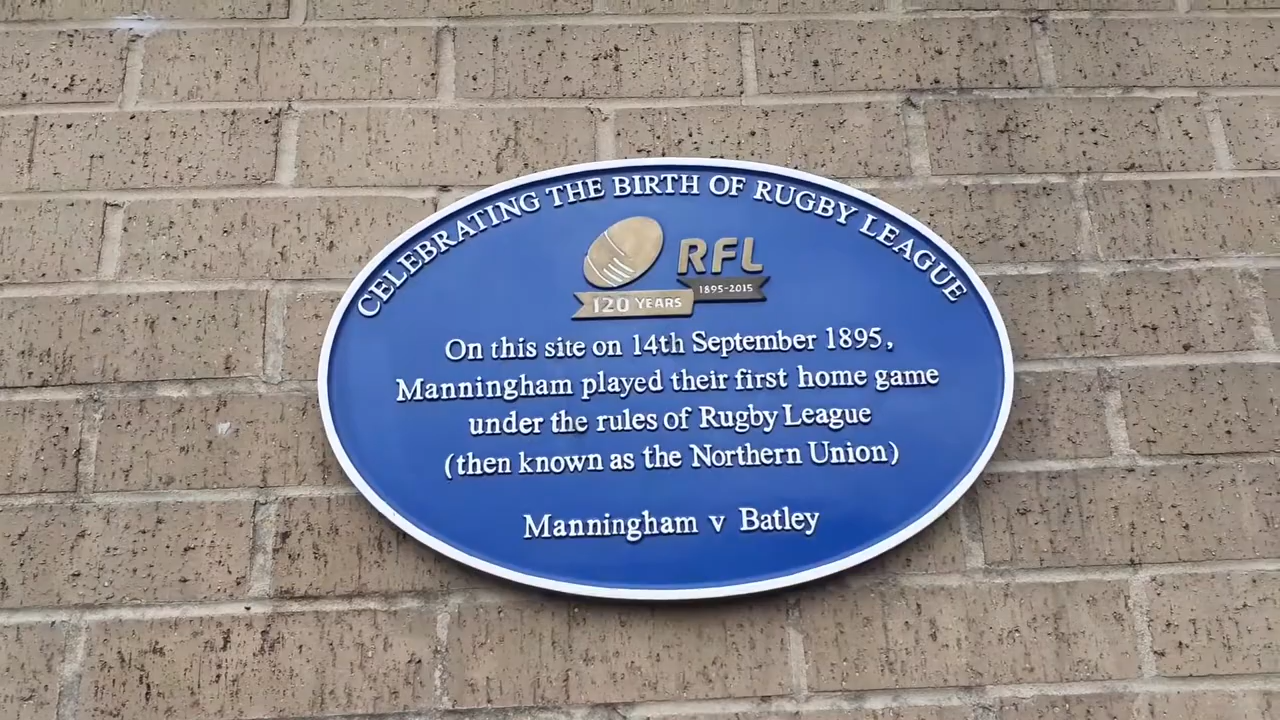 CELEBRATING THE BIRTH OF RUGBY LEAGUE
RFL
1895-2015
120 YEARS
On this site on 14th September 1895,
Manningham played their first home game
under the rules of Rugby League
(then known as the Northern Union)
Manningham v Batley